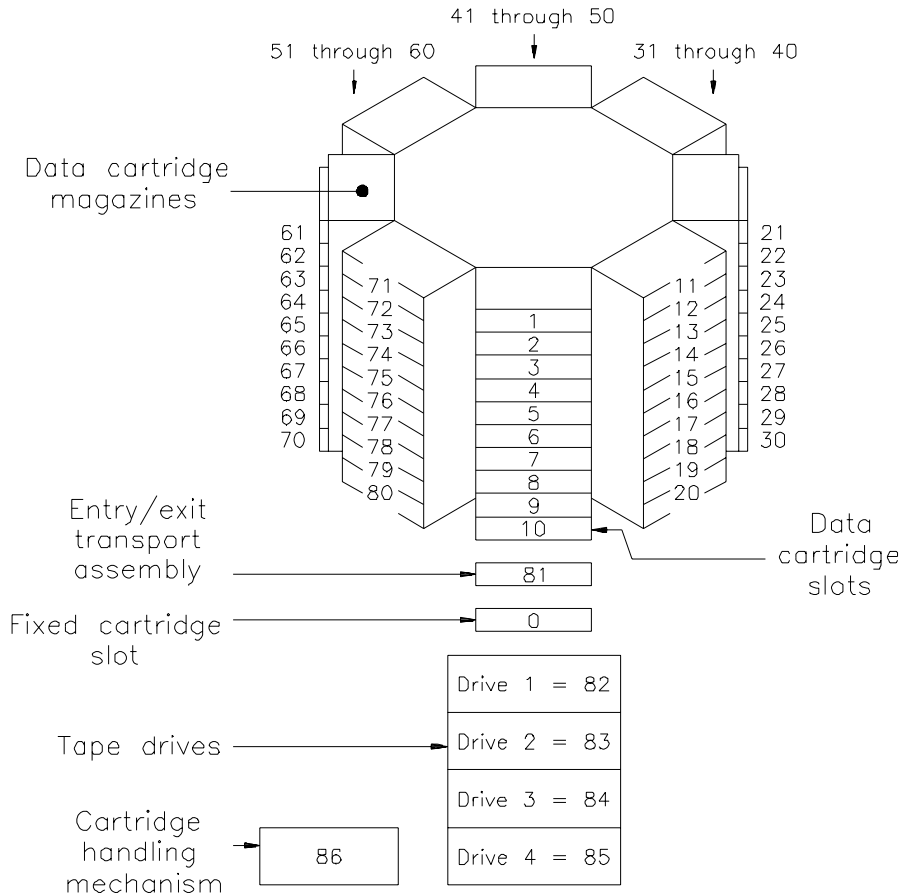 41 through 50
51 through 60
31 through 40
Data cartridge
magazines
61
62
63
64
65
66
67
68
69
70
71
72
73
74
75
76
77
78
79
80
1
2
3
4
5
6
7
8
9
10
11
12
13
14
15
16
17
18
19
20
21
22
23
24
25
26
27
28
29
30
Entry/exit
transport
assembly
81
Data
cartridge
slots
Fixed cartridge
slot
0
Tape drives
Drive 1 = 82
Drive 2 = 83
Drive 3 = 84
Drive 4 = 85
Cartridge
handling
mechanism
86